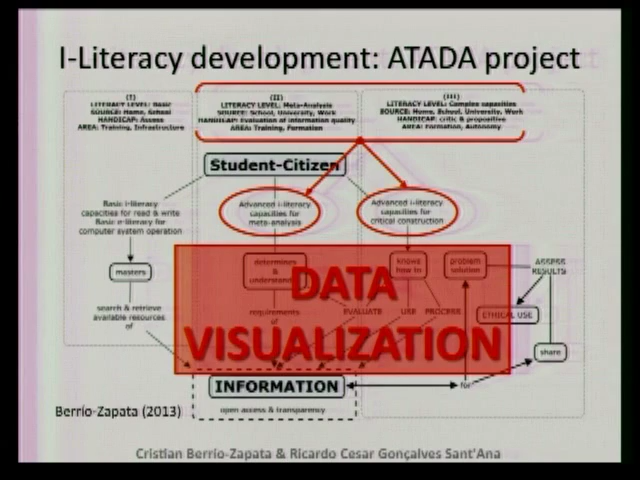 I-Literacy development: ATADA project
(I)
LITERACY LEVEL: Basic
SOURCE: Home, School
HANDICAP: Access
AREA: Training, Infrastructure
(II)
LITERACY LEVEL: Meta-Analysis
SOURCE: School, University, Work
HANDICAP: Evaluation of information quality
AREA: Training, Formation
(III)
LITERACY LEVEL: Complex capacities
SOURCE: Home, School, University, Work
HANDICAP: critic & propositive
AREA: Formation, Autonomy
Student-Citizen
Basic i-literacy
capacities for read & write
Basic e-literacy for
computer system operation
Advanced i-literacy
capacities for
meta-analysis
Advanced i-literacy
capacities for
critical construction
masters
determines &
understands
knows
how to
problem
solution
ASSESS
RESULTS
DATA
VISUALIZATION
search & retrieve
available resources
of
requirements
of
EVALUATE
USE
PROCESS
ETHICAL USE
share
INFORMATION
for
open access & transparency
Berrío-Zapata (2013)
Cristian Berrío-Zapata & Ricardo Cesar Gonçalves Sant'Ana